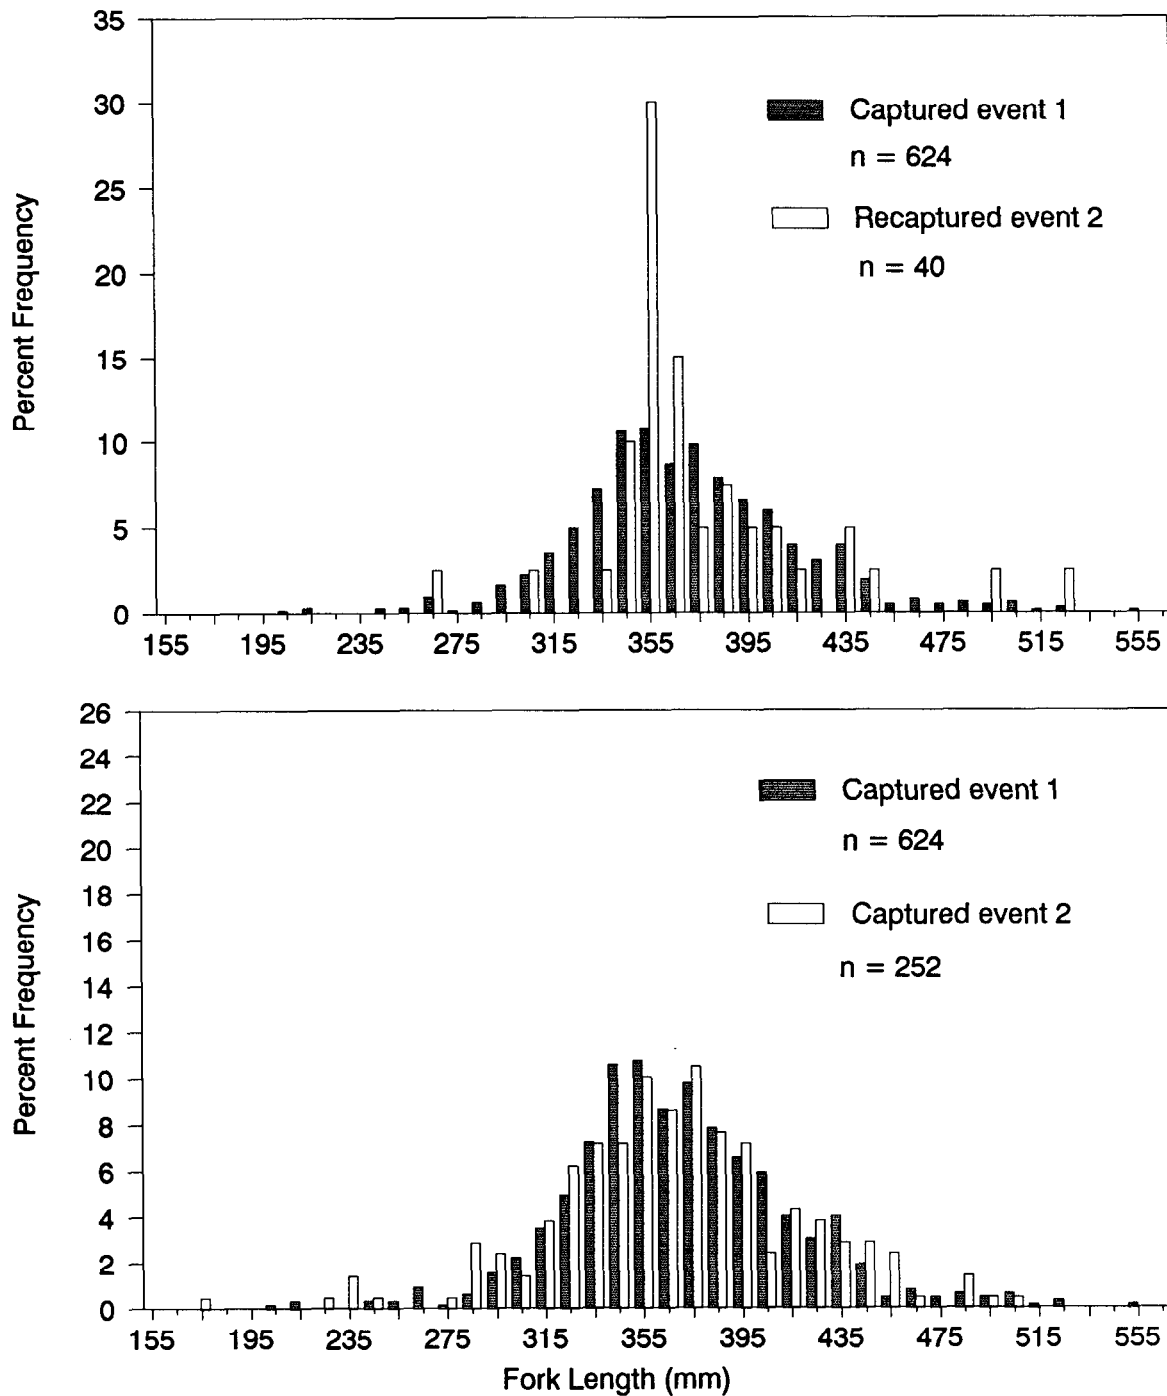 35
30
25
20
15
10
5
0
Percent Frequency
Captured event 1
n = 624
Recaptured event 2
n = 40
155 195 235 275 315 355 395 435 475 515 555
26
24
22
20
18
16
14
12
10
8
6
4
2
0
Percent Frequency
Captured event 1
n = 624
Captured event 2
n = 252
155 195 235 275 315 355 395 435 475 515 555
Fork Length (mm)